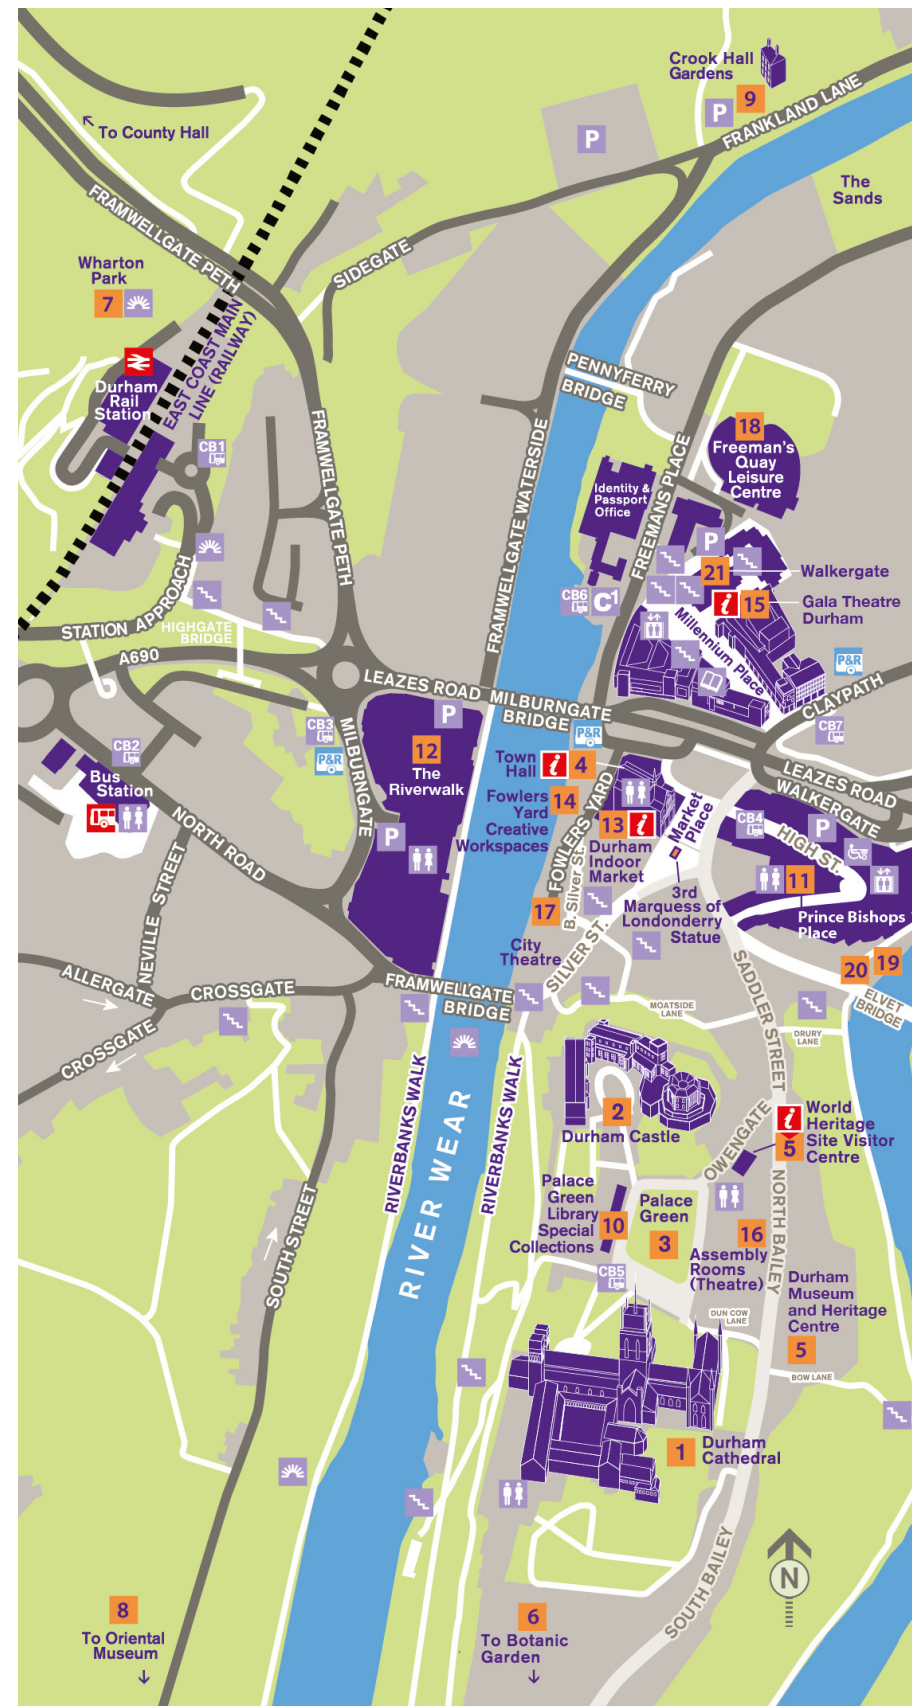 Crook Hall
Gardens
9
P
FRANKLAND LANE
P
To County Hall
The
Sands
FRAMWELLGATE PETH
SIDEGATE
Wharton
Park
7
EAST COAST MAIN
LINE (RAILWAY)
Durham
Rail
Station
PENNYFERRY
BRIDGE
CB1
FRAMWELLGATE PETH
FRAMWELLGATE WATERSIDE
18
Freeman's
Quay
Leisure
Centre
FREEMANS PLACE
Identity &
Passport
Office
P
21
Walkergate
i
15
Gala Theatre
Durham
CB6
C1
Millennium Place
STATION APPROACH
HIGHGATE
BRIDGE
A690
LEAZES ROAD
MILBURNGATE
BRIDGE
P&R
CLAYPATH
CB7
P
CB3
P&R
MILBURNGATE
12
The
Riverwalk
P&R
CB2
Bus
Station
Town
Hall
i
4
LEAZES ROAD
WALKERGATE
14
Fowlers
Yard
Creative
Workspaces
FOWLERS YARD
Market
Place
13
i
Durham
Indoor
Market
CB4
P
HIGH ST.
P
NORTH ROAD
NEVILLE STREET
B. Silver St.
3rd
Marquess of
Londonderry
Statue
11
Prince Bishops
Place
17
City
Theatre
SILVER ST.
SADDLER STREET
20
19
ELVET
BRIDGE
ALLERGATE
CROSSGATE
CROSSGATE
FRAMWELLGATE
BRIDGE
MOATSIDE
LANE
DRURY
LANE
RIVERBANKS WALK
RIVER WEAR
RIVERBANKS WALK
2
Durham Castle
OWENGATE
i
5
World
Heritage
Site Visitor
Centre
SOUTH STREET
Palace
Green
Library
Special
Collections
10
Palace
Green
3
16
Assembly
Rooms
(Theatre)
NORTH BAILEY
CB5
Durham
Museum
and Heritage
Centre
5
DUN COW
LANE
BOW LANE
1
Durham
Cathedral
SOUTH BAILEY
N
8
To Oriental
Museum
6
To Botanic
Garden